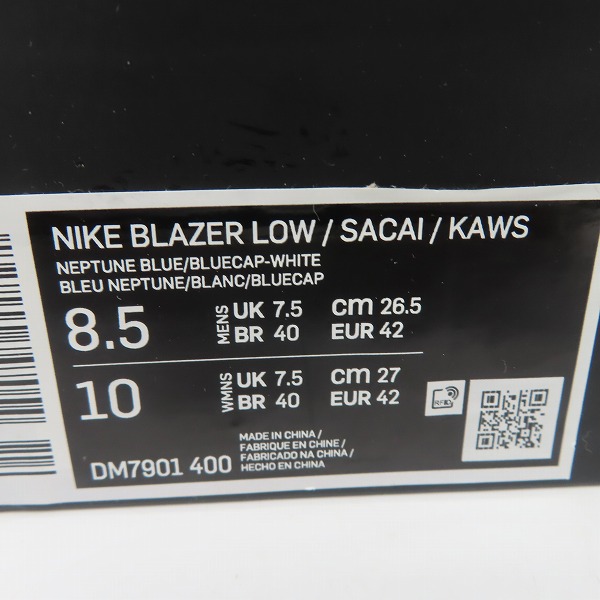 NIKE BLAZER LOW / SACAI / KAWS
NEPTUNE BLUE/BLUECAP-WHITE
BLEU NEPTUNE/BLANC/BLUECAP
8.5 MENS UK 7.5 cm 26.5
BR 40 EUR 42
10 WMNS UK 7.5 cm 27
BR 40 EUR 42
RFID
MADE IN CHINA /
FABRIQUE EN CHINE /
FABRICADO NA CHINA /
HECHO EN CHINA
DM7901 400